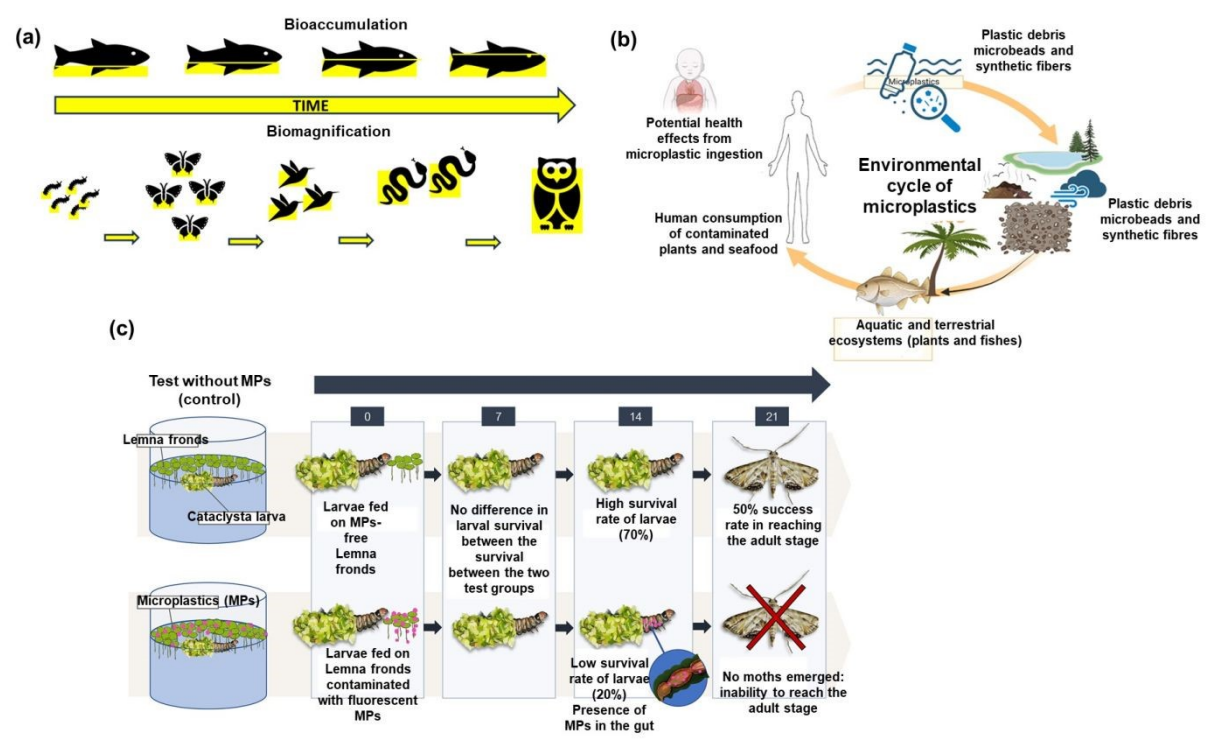 (a)
Bioaccumulation
TIME
Biomagnification
(b)
Plastic debris
microbeads and
synthetic fibers
Microplastics
Potential health
effects from
microplastic ingestion
Environmental
cycle of
microplastics
Human consumption
of contaminated
plants and seafood
Plastic debris
microbeads and
synthetic fibres
Aquatic and terrestrial
ecosystems (plants and fishes)
(c)
Test without MPs
(control)
0
7
14
21
Lemna fronds
Cataclysta larva
Larvae fed
on MPs-
free
Lemna
fronds
No difference in
larval survival
between the
survival
between the two
test groups
High survival
rate of larvae
(70%)
50% success
rate in reaching
the adult stage
Microplastics (MPs)
Larvae fed on
Lemna fronds
contaminated
with fluorescent
MPs
Low survival
rate of larvae
(20%)
Presence of
MPs in the gut
No moths emerged:
inability to reach the
adult stage